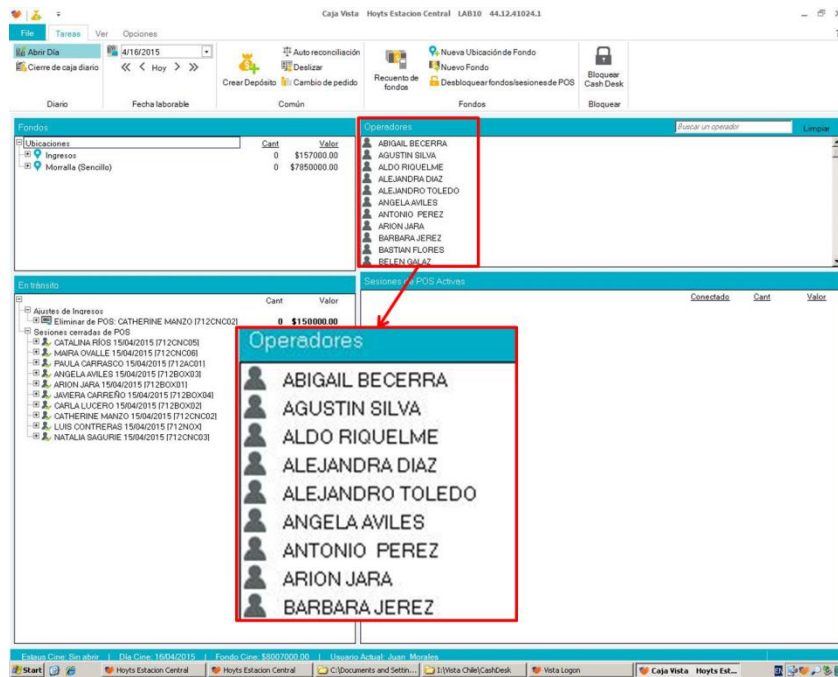 Caja Vista Hoyts Estacion Central LAB10 44.12.41024.1
File Tareas Ver Opciones
Abrir Día
Cierre de caja diario
Diario
4/16/2015
Hoy
Fecha laborable
Crear Depósito
Auto reconciliación
Deslizar
Cambio de pedido
Común
Recuento de fondos
Nueva Ubicación de Fondo
Nuevo Fondo
Desbloquear fondos/sesiones de POS
Fondos
Bloquear Cash Desk
Bloquear
Fondos
Ubicaciones Cant Valor
Ingresos 0 $157000.00
Morralla (Sencillo) 0 $7850000.00
Operadores Buscar un operador Limpiar
ABIGAIL BECERRA
AGUSTIN SILVA
ALDO RIQUELME
ALEJANDRA DIAZ
ALEJANDRO TOLEDO
ANGELA AVILES
ANTONIO PEREZ
ARION JARA
BARBARA JEREZ
BASTIAN FLORES
BELEN GALAZ
En tránsito
Cant Valor
Ajustes de Ingresos
Eliminar de POS: CATHERINE MANZO [712CNC02] 0 $150000.00
Sesiones cerradas de POS
CATALINA RÍOS 15/04/2015 [712CNC05]
MAIRA OVALLE 15/04/2015 [712CNC06]
PAULA CARRASCO 15/04/2015 [712AC01]
ANGELA AVILES 15/04/2015 [712BOX03]
ARION JARA 15/04/2015 [712BOX01]
JAVIERA CARREÑO 15/04/2015 [712BOX04]
CARLA LUCERO 15/04/2015 [712BOX02]
CATHERINE MANZO 15/04/2015 [712CNC02]
LUIS CONTRERAS 15/04/2015 [712NOX]
NATALIA SAGURIE 15/04/2015 [712CNC03]
Sesiones de POS Activas
Conectado Cant Valor
Operadores
ABIGAIL BECERRA
AGUSTIN SILVA
ALDO RIQUELME
ALEJANDRA DIAZ
ALEJANDRO TOLEDO
ANGELA AVILES
ANTONIO PEREZ
ARION JARA
BARBARA JEREZ
Estaus Cine: Sin abrir | Día Cine: 16/04/2015 | Fondo Cine: $8007000.00 | Usuario Actual: Juan Morales
Start Hoyts Estacion Central Hoyts Estacion Central C:\Documents and Settin... I:\Vista Chile\CashDesk Vista Logon Caja Vista Hoyts Est... EN